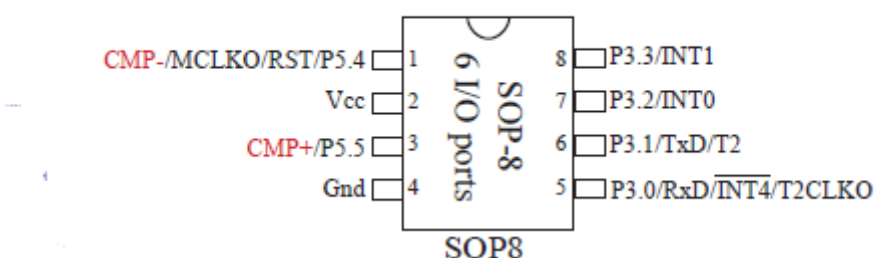 CMP-/MCLKO/RST/P5.4 1
Vcc 2
CMP+/P5.5 3
Gnd 4
6 I/O ports
SOP-8
8 P3.3/INT1
7 P3.2/INT0
6 P3.1/TxD/T2
5 P3.0/RxD/INT4/T2CLKO
SOP8